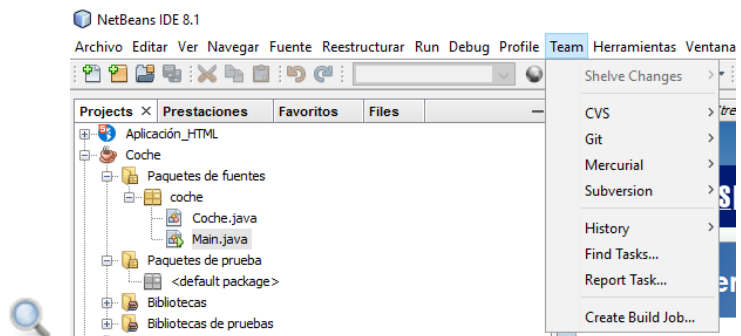 NetBeans IDE 8.1
Archivo Editar Ver Navegar Fuente Reestructurar Run Debug Profile Team Herramientas Ventana
Projects Prestaciones Favoritos Files
Aplicación_HTML
Coche
Paquetes de fuentes
coche
Coche.java
Main.java
Paquetes de prueba
<default package>
Bibliotecas
Bibliotecas de pruebas
Shelve Changes
CVS
Git
Mercurial
Subversion
History
Find Tasks...
Report Task...
Create Build Job...